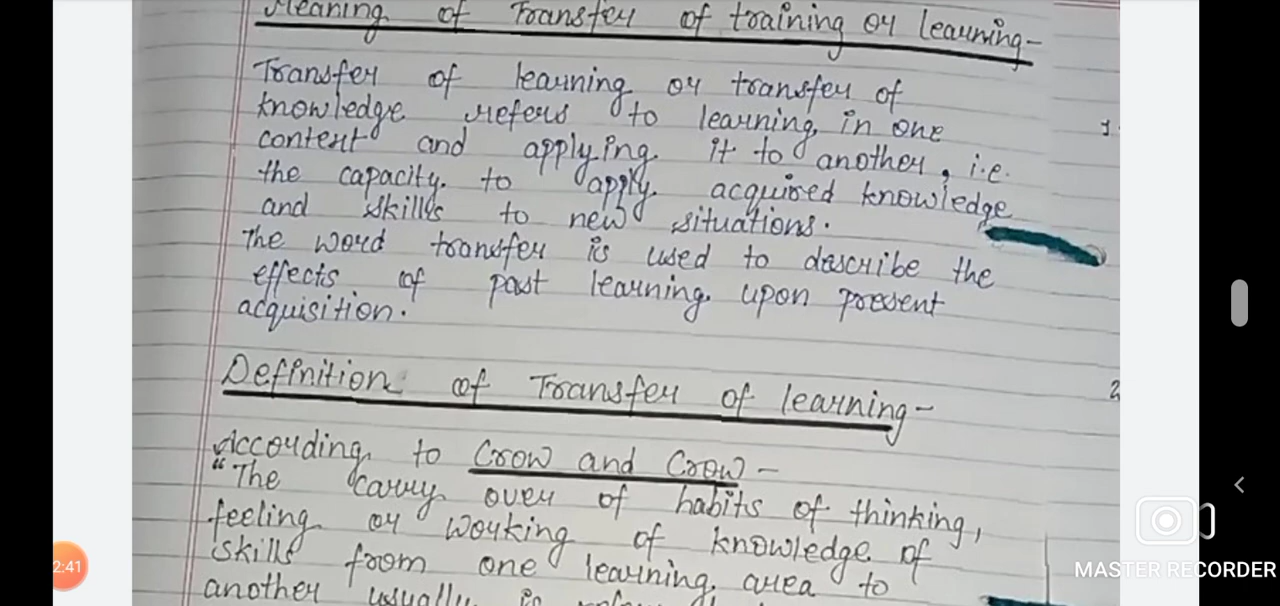 Meaning of Transfer of training or learning-
Transfer of learning or transfer of
knowledge refers to learning in one
content and applying it to another, i.e.
the capacity to apply acquired knowledge
and skills to new situations.
The word transfer is used to describe the
effects of past learning upon present
acquisition.
Definition of Transfer of learning-
According to Crow and Crow-
"The carry over of habits of thinking,
feeling or working of knowledge of
skills from one learning area to
another usually is
1
2
2:41
MASTER RECORDER